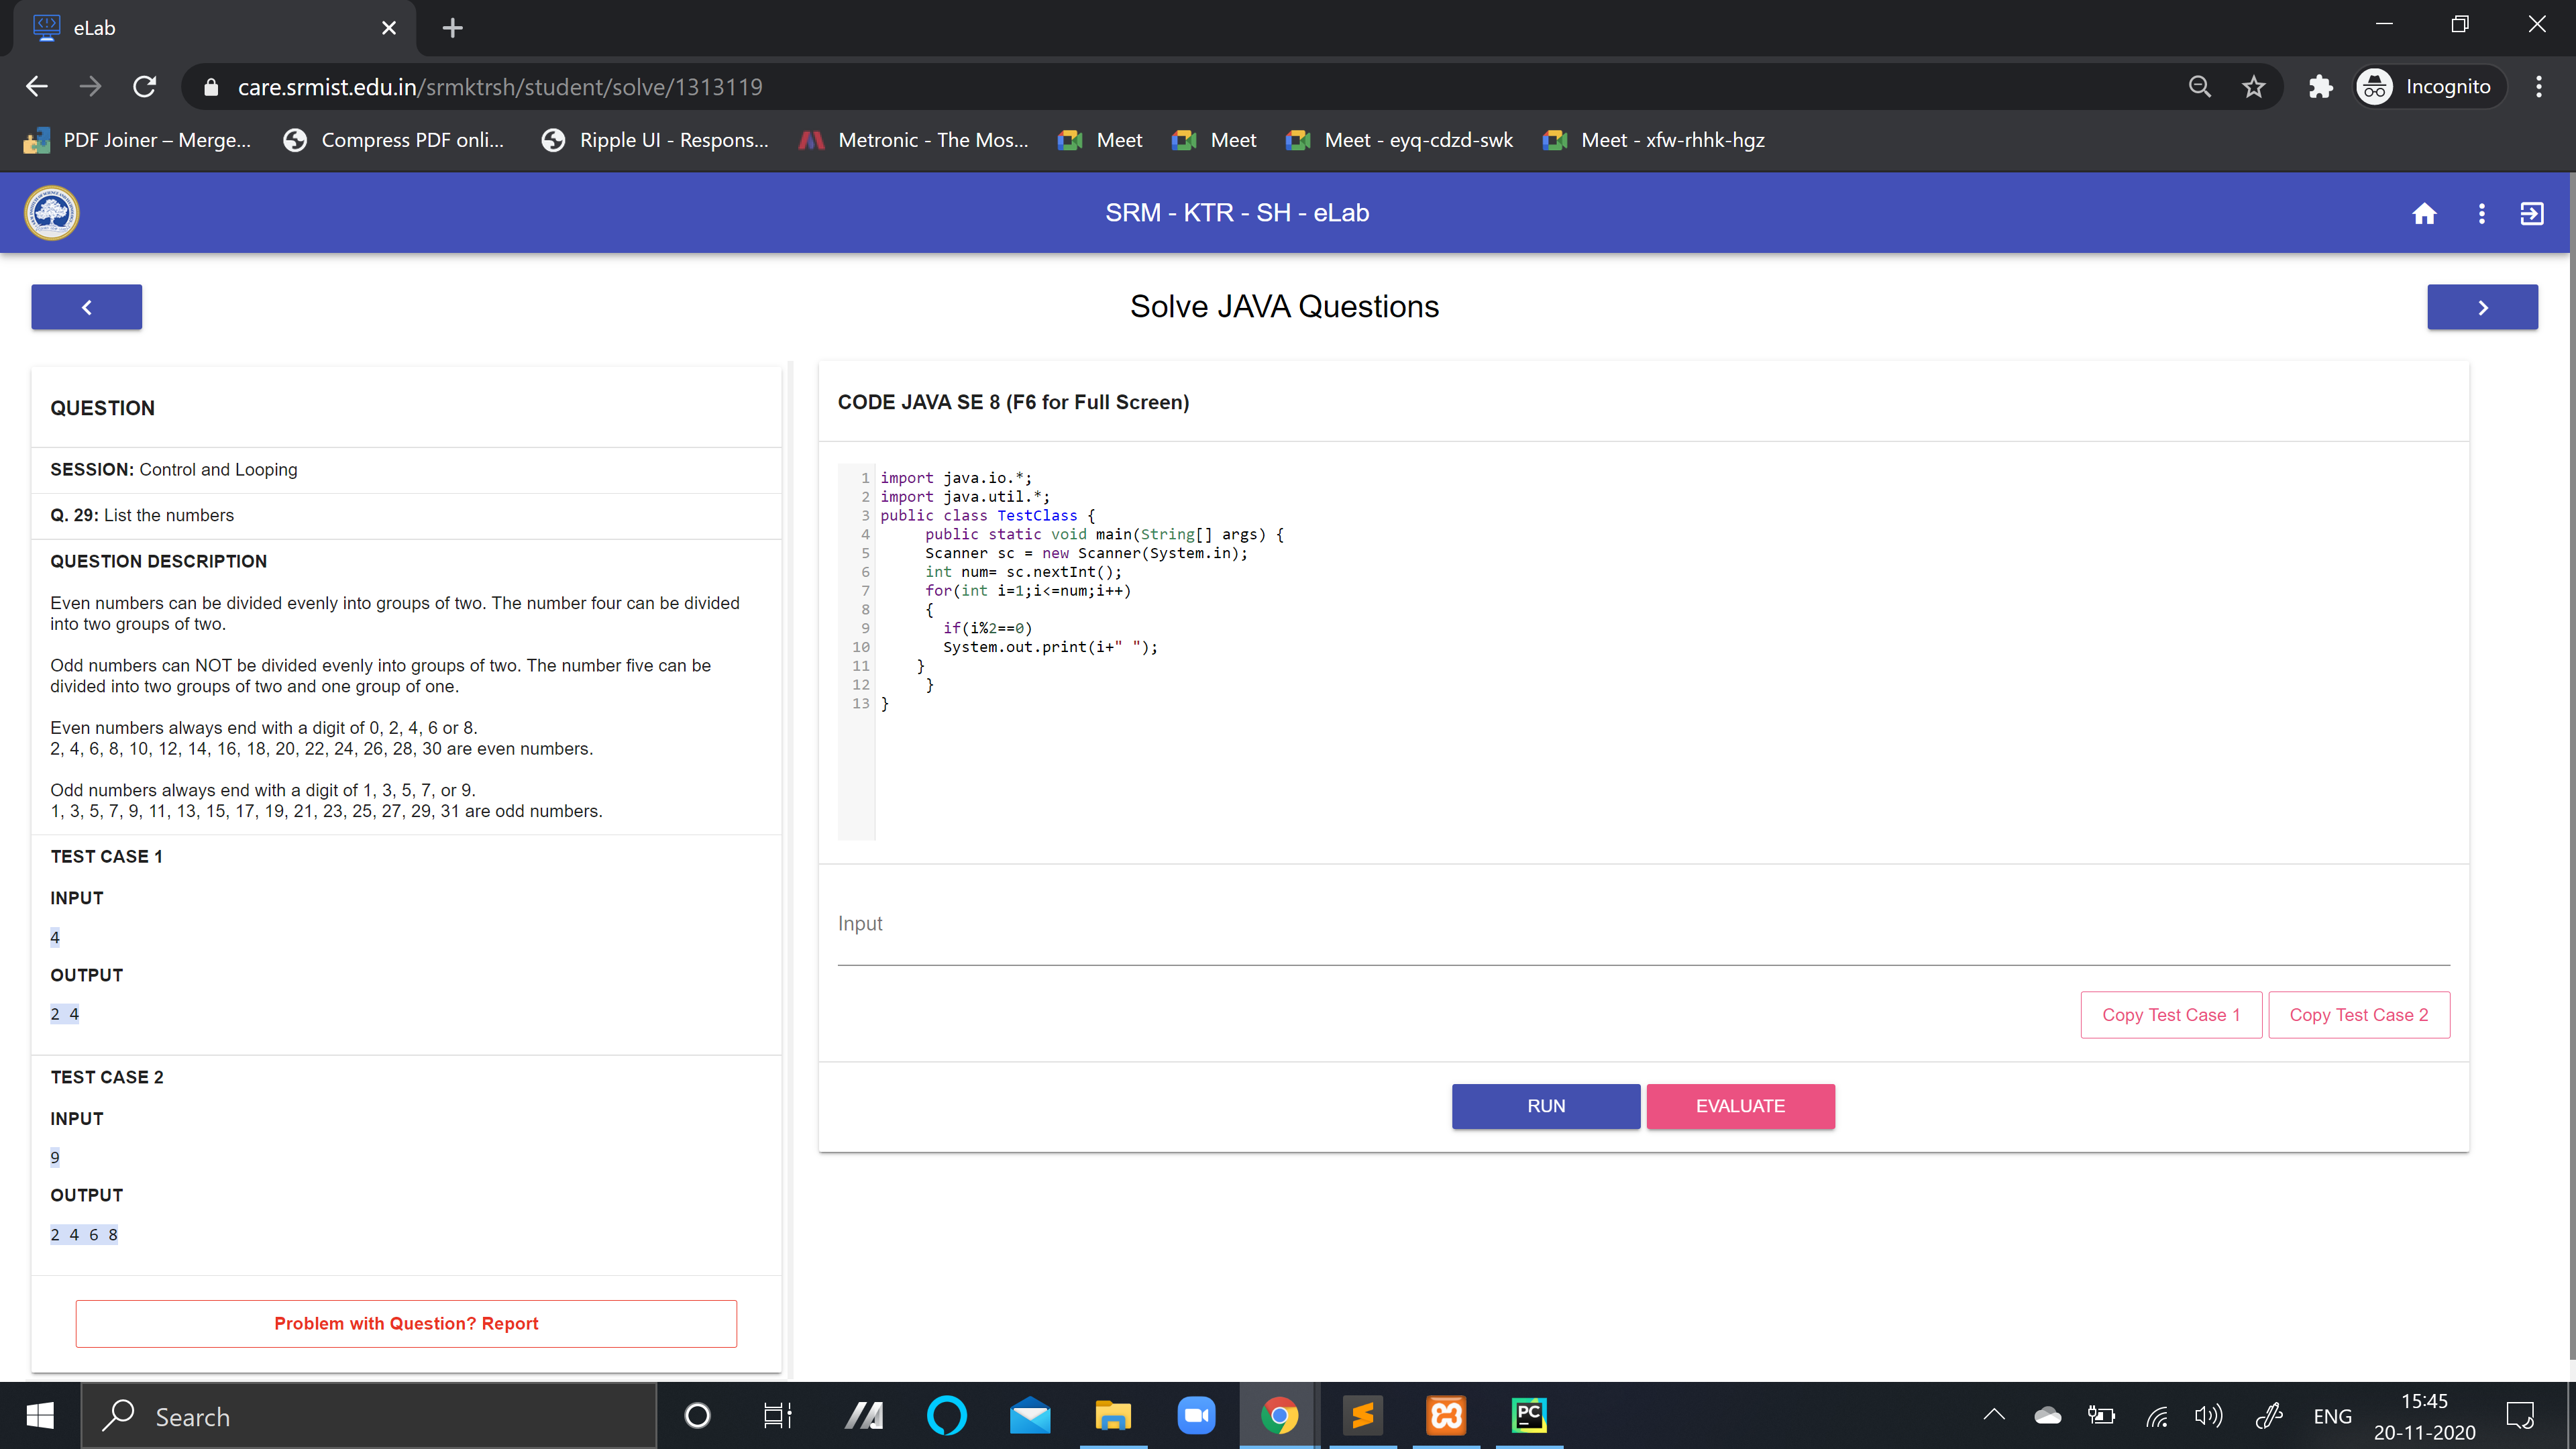 eLab
care.srmist.edu.in/srmktrsh/student/solve/1313119
Incognito
PDF Joiner – Merge...
Compress PDF onli...
Ripple UI - Respons...
Metronic - The Mos...
Meet
Meet
Meet - eyq-cdzd-swk
Meet - xfw-rhhk-hgz
SRM - KTR - SH - eLab
Solve JAVA Questions
QUESTION
SESSION: Control and Looping
Q. 29: List the numbers
QUESTION DESCRIPTION
Even numbers can be divided evenly into groups of two. The number four can be divided
into two groups of two.
Odd numbers can NOT be divided evenly into groups of two. The number five can be
divided into two groups of two and one group of one.
Even numbers always end with a digit of 0, 2, 4, 6 or 8.
2, 4, 6, 8, 10, 12, 14, 16, 18, 20, 22, 24, 26, 28, 30 are even numbers.
Odd numbers always end with a digit of 1, 3, 5, 7, or 9.
1, 3, 5, 7, 9, 11, 13, 15, 17, 19, 21, 23, 25, 27, 29, 31 are odd numbers.
TEST CASE 1
INPUT
4
OUTPUT
2 4
TEST CASE 2
INPUT
9
OUTPUT
2 4 6 8
Problem with Question? Report
CODE JAVA SE 8 (F6 for Full Screen)
1 import java.io.*;
2 import java.util.*;
3 public class TestClass {
4 public static void main(String[] args) {
5 Scanner sc = new Scanner(System.in);
6 int num= sc.nextInt();
7 for(int i=1;i<=num;i++)
8 {
9 if(i%2==0)
10 System.out.print(i+" ");
11 }
12 }
13 }
Input
Copy Test Case 1
Copy Test Case 2
RUN
EVALUATE
Search
PC
ENG
15:45
20-11-2020